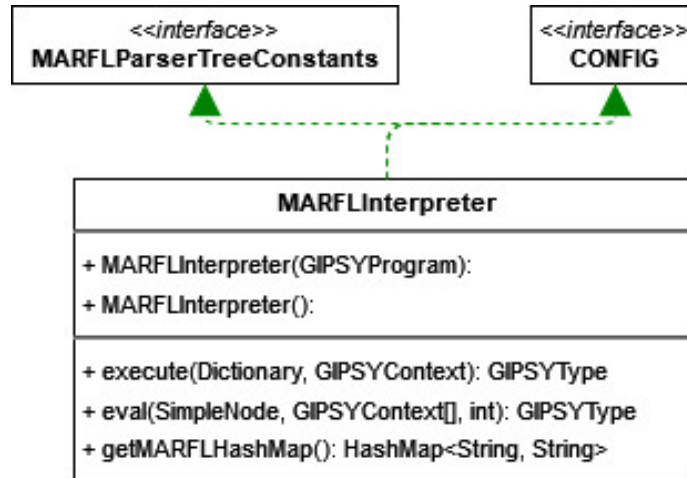 <<interface>>
MARFLParserTreeConstants
<<interface>>
CONFIG
MARFLInterpreter
+ MARFLInterpreter(GIPSYProgram):
+ MARFLInterpreter():
+ execute(Dictionary, GIPSYContext): GIPSYType
+ eval(SimpleNode, GIPSYContext[], int): GIPSYType
+ getMARFLHashMap(): HashMap<String, String>